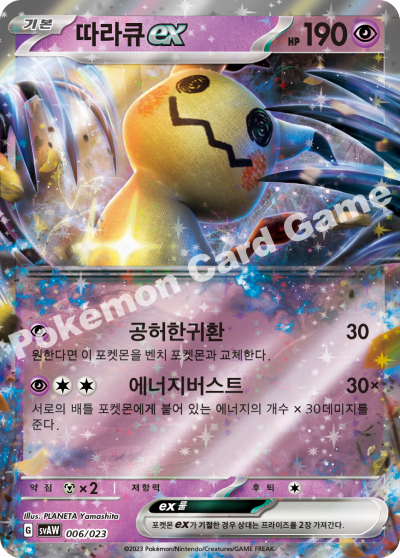 기본 따라큐 ex HP 190
Pokémon Card Game
공허한귀환 30
원한다면 이 포켓몬을 벤치 포켓몬과 교체한다.
에너지버스트 30×
서로의 배틀 포켓몬에게 붙어 있는 에너지의 개수 × 30데미지를
준다.
약점 ×2 저항력 후퇴
Illus. PLANETA Yamashita
ex 룰
포켓몬 ex가 기절한 경우 상대는 프라이즈를 2장 가져간다.
G svAW 006/023
©2023 Pokémon/Nintendo/Creatures/GAME FREAK.